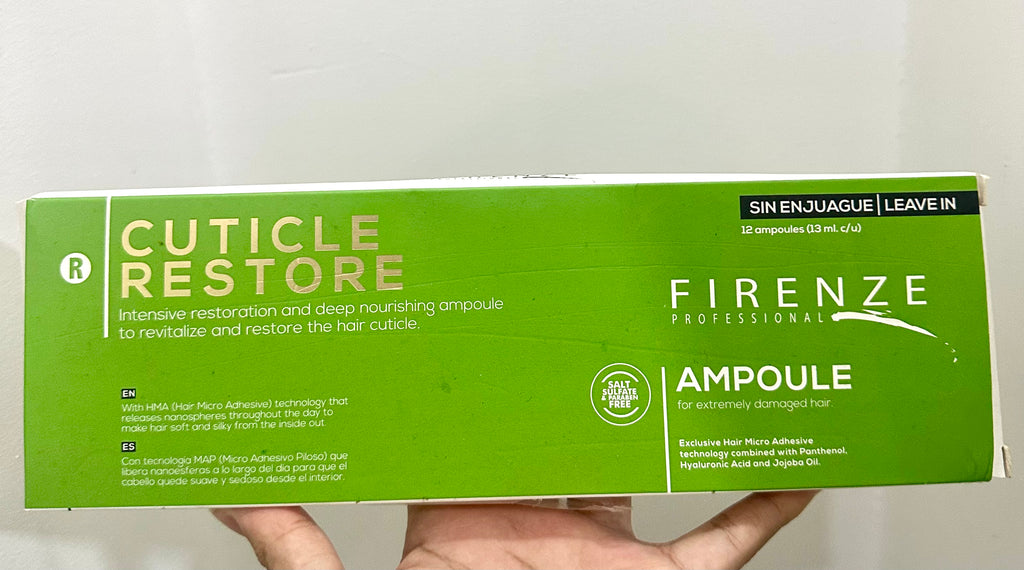 R
CUTICLE
RESTORE
Intensive restoration and deep nourishing ampoule
to revitalize and restore the hair cuticle.
EN
With HMA (Hair Micro Adhesive) technology that
releases nanospheres throughout the day to
make hair soft and silky from the inside out.
ES
Con tecnología MAP (Micro Adhesivo Piloso) que
libera nanoesferas a lo largo del dia para que el
cabello quede suave y sedoso desde el interior.
SIN ENJUAGUE | LEAVE IN
12 ampoules (13 ml. c/u)
FIRENZE
PROFESSIONAL
SALT
SULFATE
& PARABEN
FREE
AMPOULE
for extremely damaged hair.
Exclusive Hair Micro Adhesive
technology combined with Panthenol,
Hyaluronic Acid and Jojoba Oil.